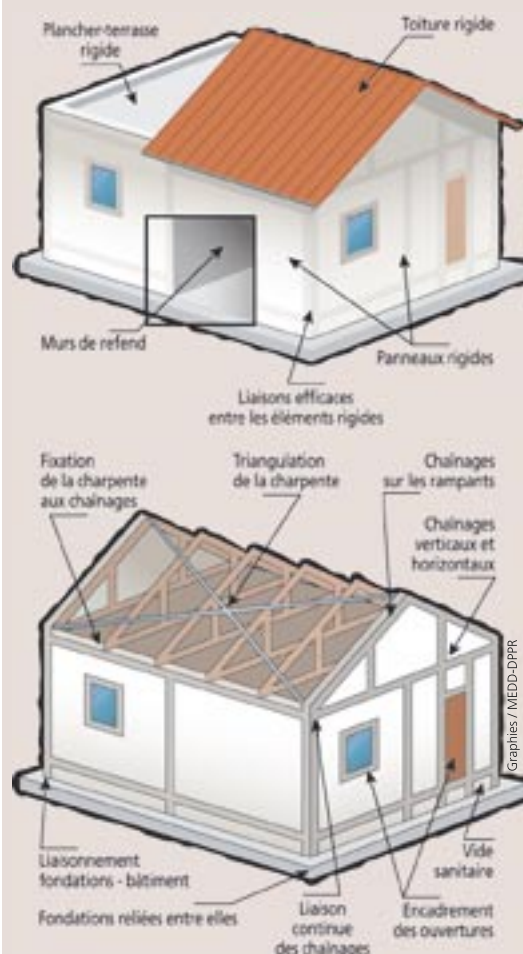 Plancher-terrasse
rigide
Toiture rigide
Murs de refend
Panneaux rigides
Liaisons efficaces
entre les éléments rigides
Fixation
de la charpente
aux chaînages
Triangulation
de la charpente
Chaînages
sur les rampants
Chaînages
verticaux et
horizontaux
Graphies / MEDD-DPPR
Liaisonnement
fondations - bâtiment
Fondations reliées entre elles
Liaison
continue
des chaînages
Encadrement
des ouvertures
Vide
sanitaire